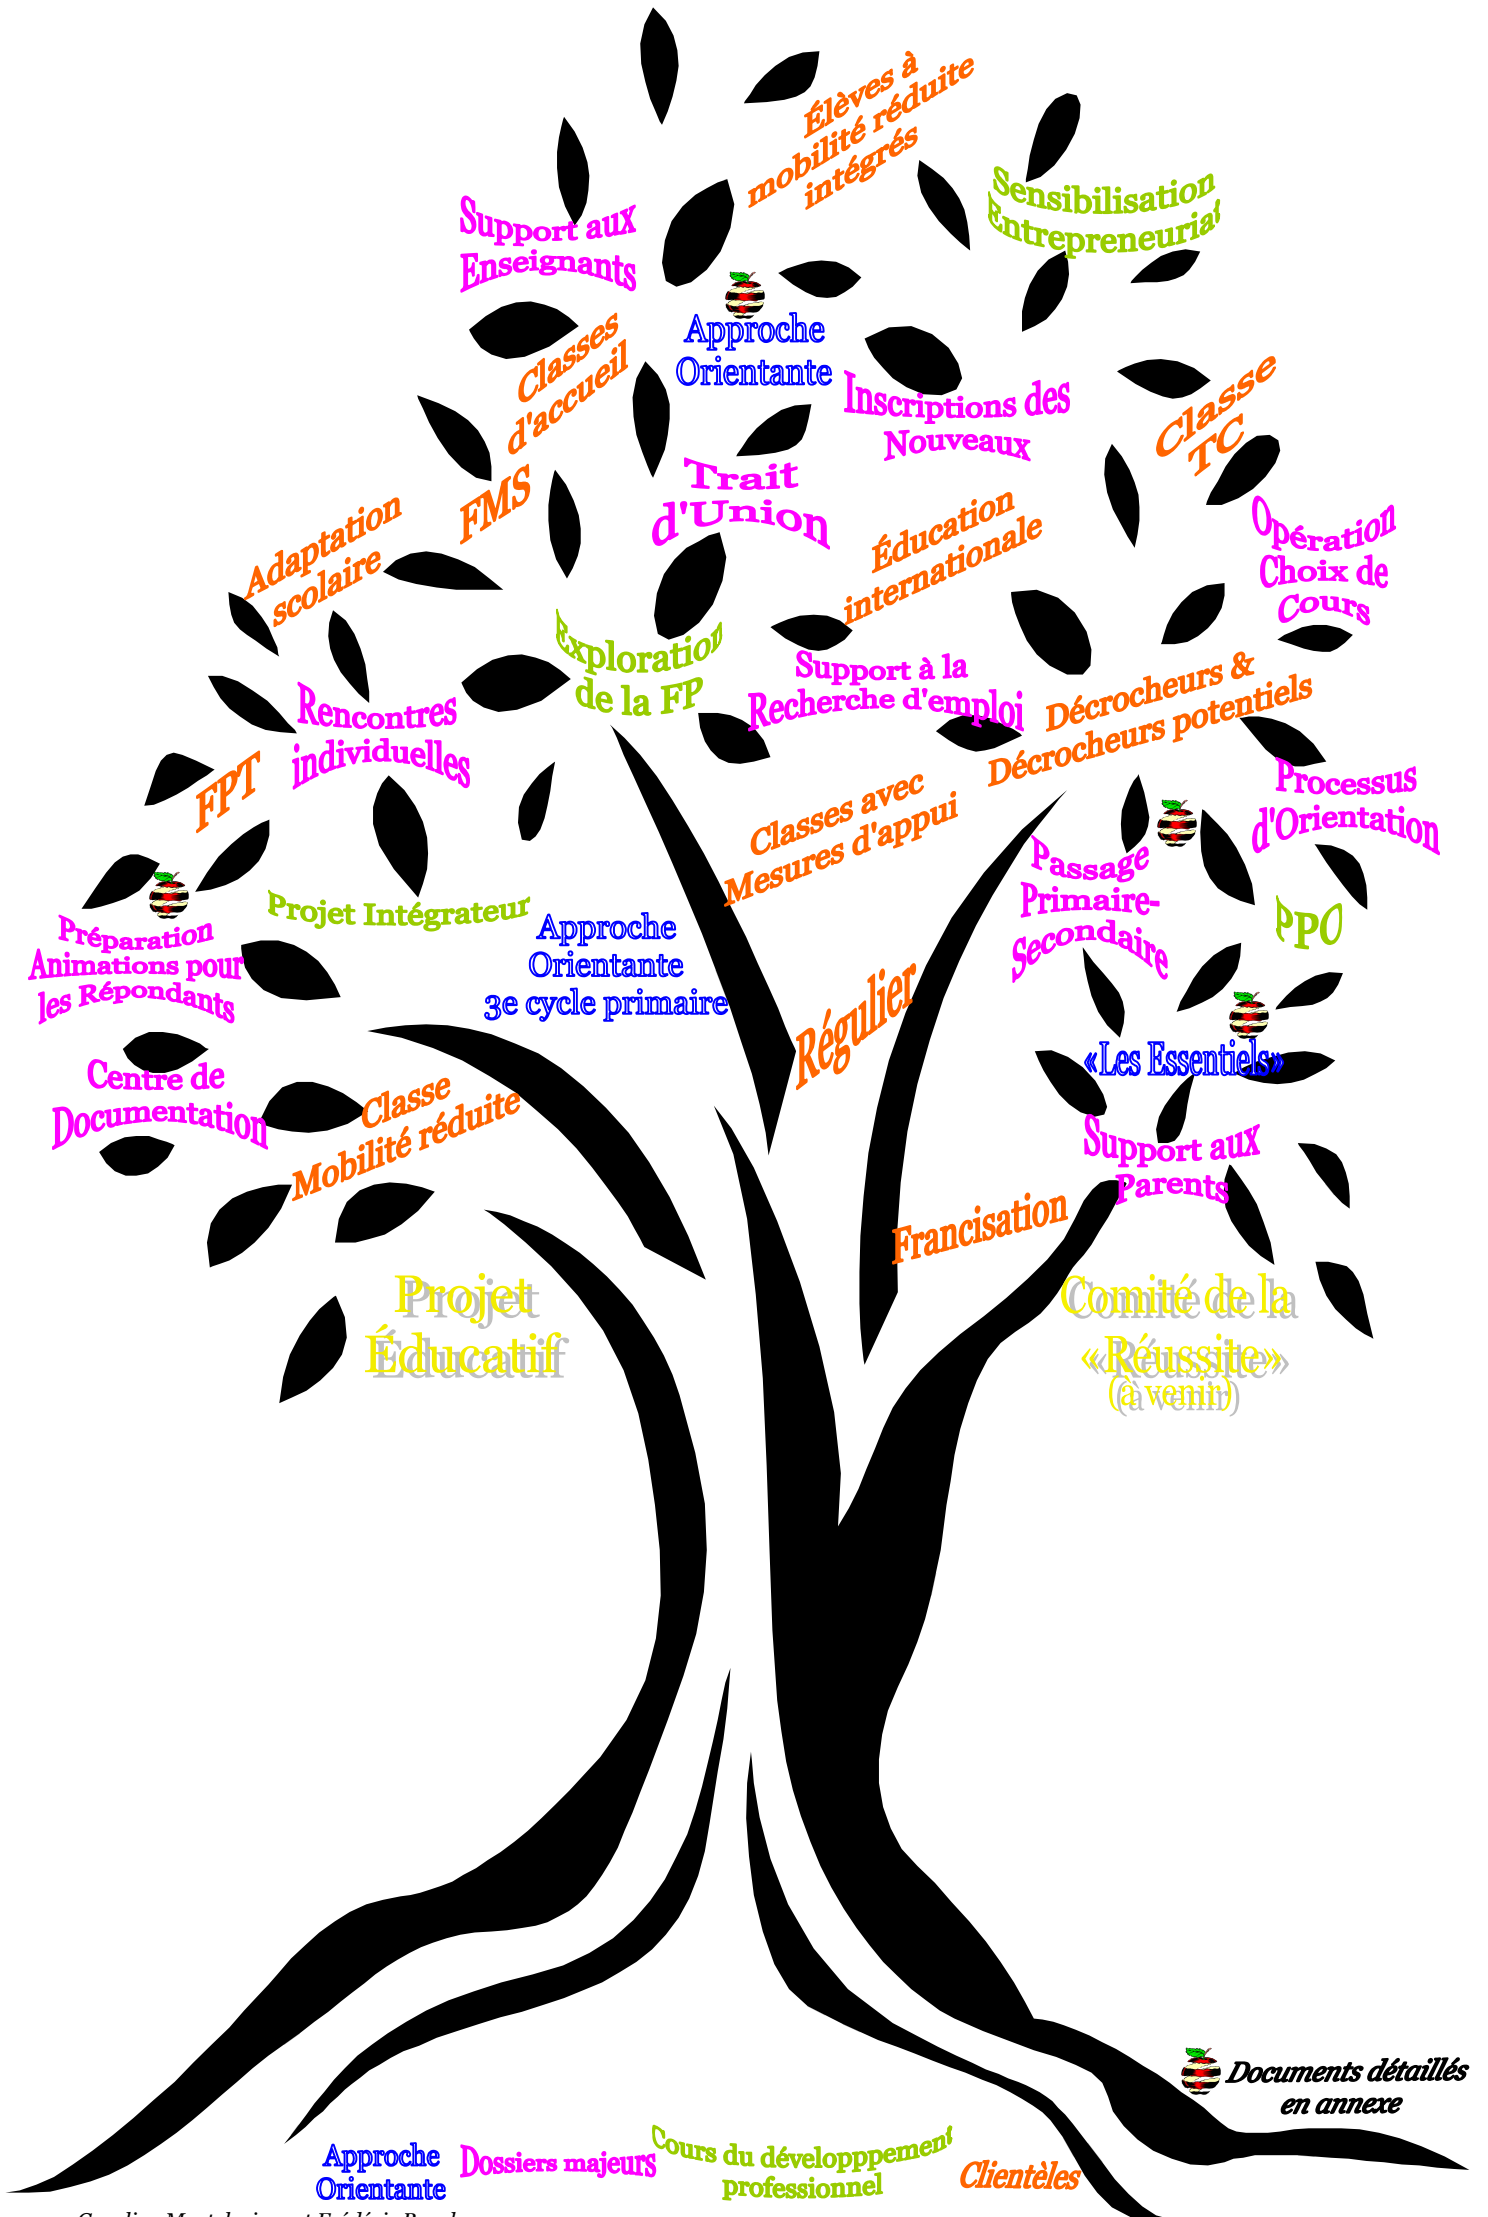 Élèves à
mobilité réduite
intégrés
Sensibilisation
Entrepreneuriat
Support aux
Enseignants
Approche
Orientante
Classes
d'accueil
Inscriptions des
Nouveaux
Classe
TC
Trait
d'Union
FMS
Adaptation
scolaire
Éducation
internationale
Opération
Choix de
Cours
Exploration
de la FP
Support à la
Recherche d'emploi
Décrocheurs &
Décrocheurs potentiels
Rencontres
individuelles
FPT
Classes avec
Mesures d'appui
Processus
d'Orientation
Passage
Primaire-
Secondaire
PPO
Projet Intégrateur
Approche
Orientante
3e cycle primaire
Préparation
Animations pour
les Répondants
Régulier
«Les Essentiels»
Centre de
Documentation
Classe
Mobilité réduite
Support aux
Parents
Francisation
Projet
Éducatif
Comité de la
«Réussite»
(à venir)
Documents détaillés
en annexe
Approche
Orientante
Dossiers majeurs
Cours du développpement
professionnel
Clientèles